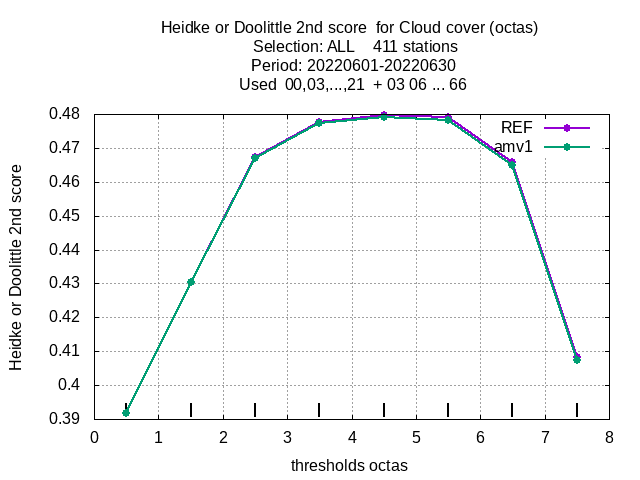 Heidke or Doolittle 2nd score  for Cloud cover (octas)
Selection: ALL    411 stations
Period: 20220601-20220630
Used  00,03,...,21  + 03 06 ... 66
REF
amv1
Heidke or Doolittle 2nd score
0.48
0.47
0.46
0.45
0.44
0.43
0.42
0.41
0.4
0.39
0 1 2 3 4 5 6 7 8
thresholds octas